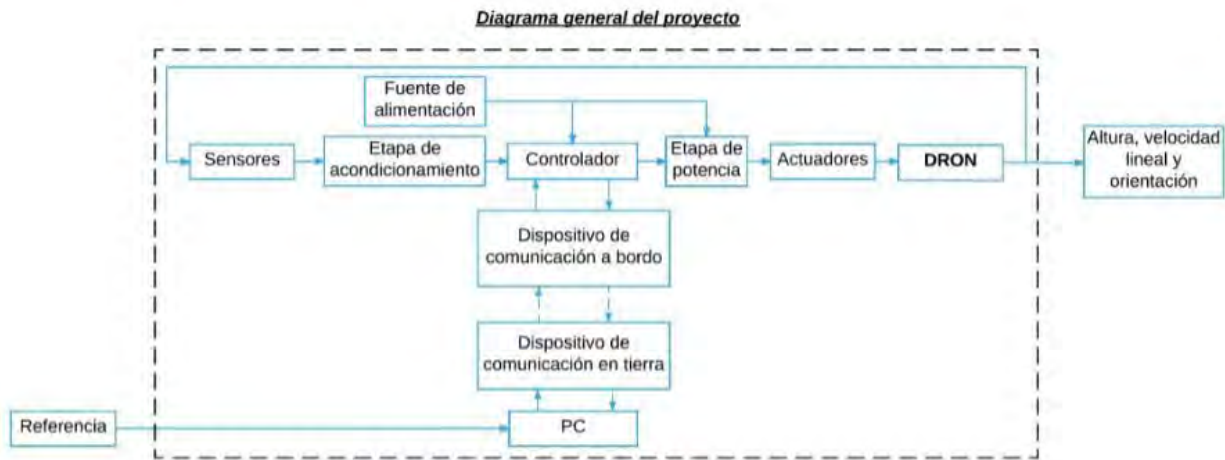 Diagrama general del proyecto
Fuente de
alimentación
Sensores
Etapa de
acondicionamiento
Controlador
Etapa de
potencia
Actuadores
DRON
Altura, velocidad
lineal y
orientación
Dispositivo de
comunicación a bordo
Dispositivo de
comunicación en tierra
Referencia
PC